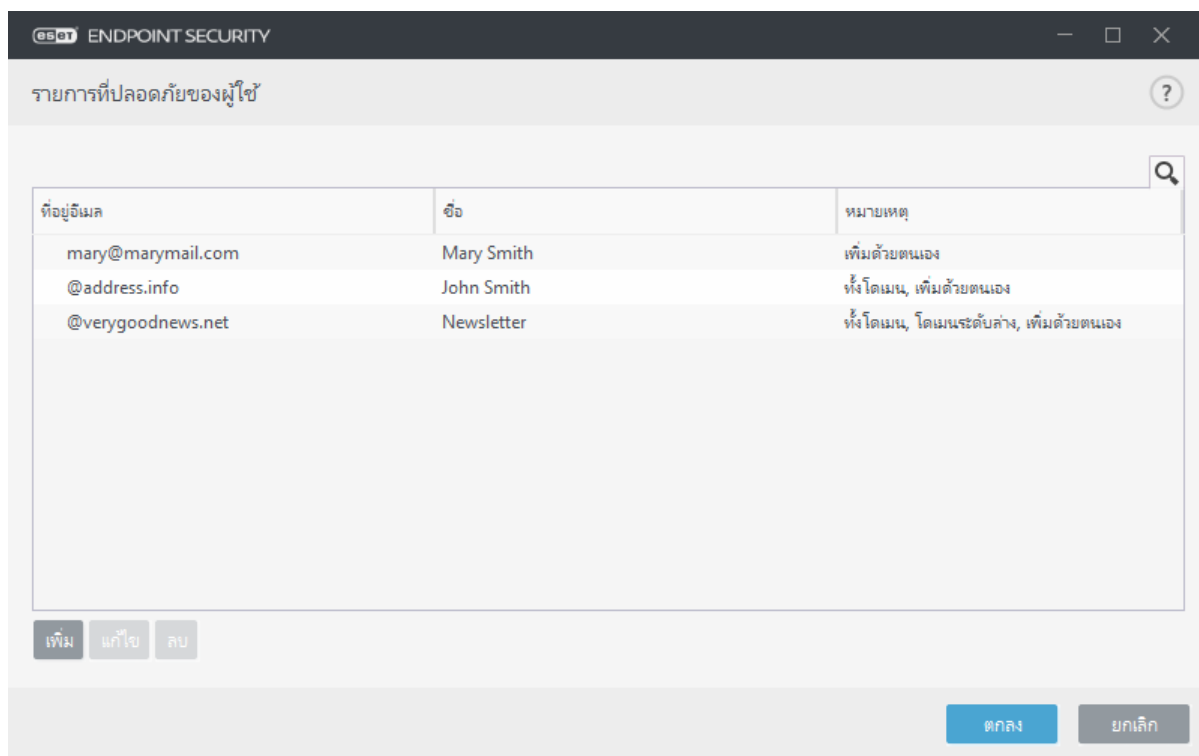 eset ENDPOINT SECURITY
รายการที่ปลอดภัยของผู้ใช้
?
ที่อยู่อีเมล ชื่อ หมายเหตุ
mary@marymail.com Mary Smith เพิ่มด้วยตนเอง
@address.info John Smith ทั้งโดเมน, เพิ่มด้วยตนเอง
@verygoodnews.net Newsletter ทั้งโดเมน, โดเมนระดับล่าง, เพิ่มด้วยตนเอง
เพิ่ม แก้ไข ลบ
ตกลง ยกเลิก